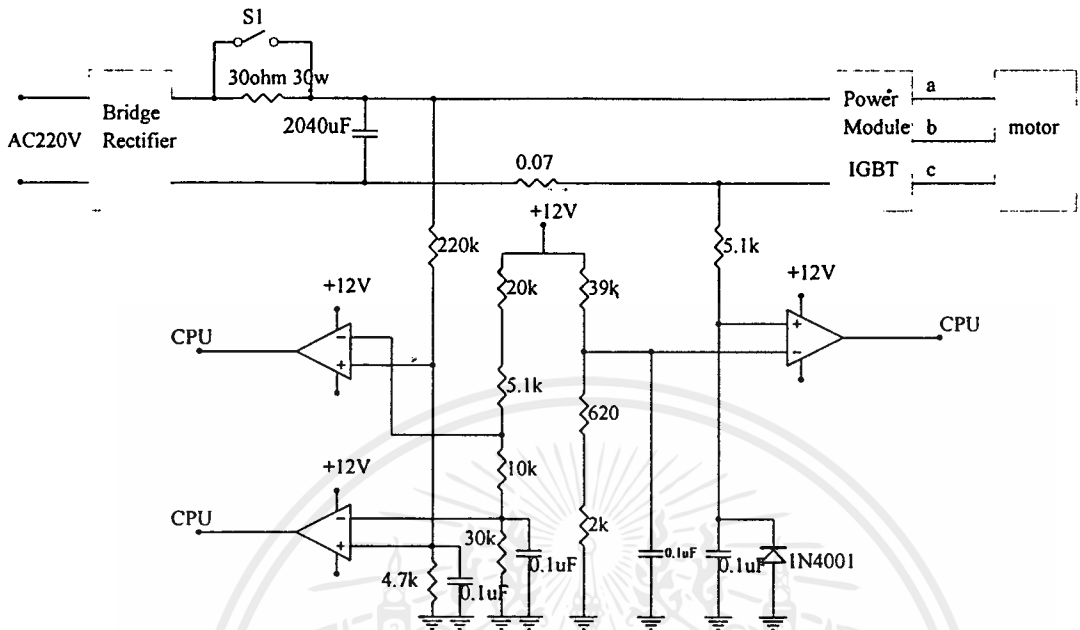 S1
30ohm 30w
Bridge
Rectifier
AC220V
2040uF
0.07
Power
Module
IGBT
a
b
c
motor
+12V
220k
20k
39k
5.1k
+12V
+12V
CPU
CPU
5.1k
620
10k
+12V
CPU
30k
2k
4.7k
0.1uF
0.1uF
0.1uF
0.1uF
1N4001